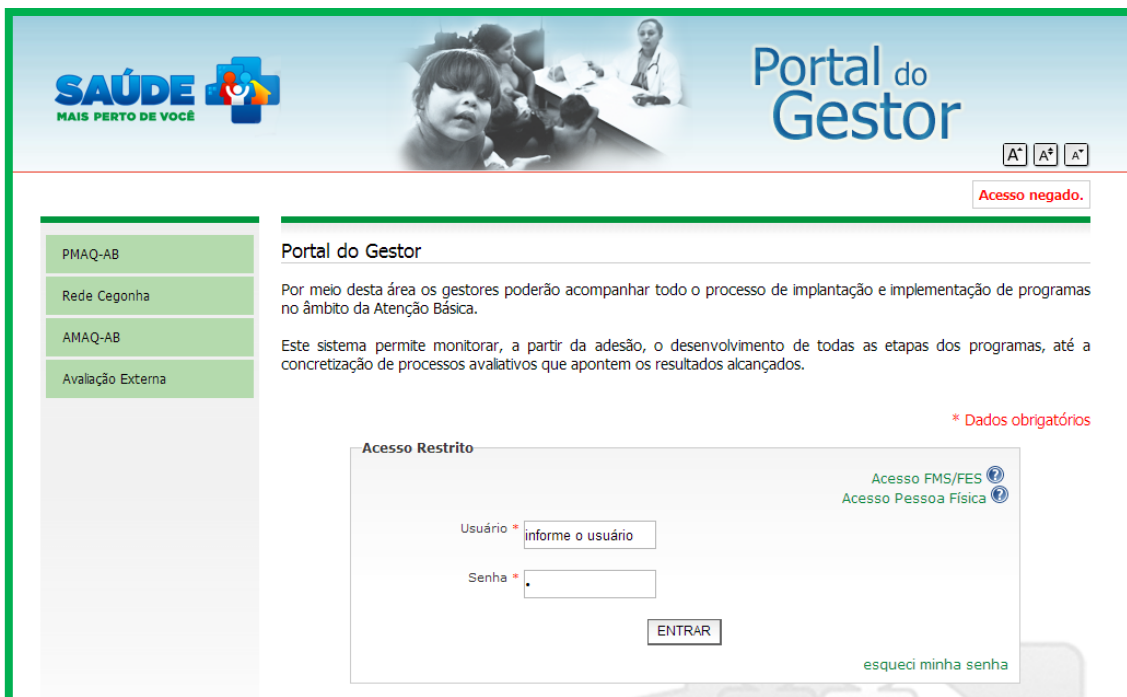 SAÚDE
MAIS PERTO DE VOCÊ
Portal do
Gestor
A A A
Acesso negado.
PMAQ-AB
Rede Cegonha
AMAQ-AB
Avaliação Externa
Portal do Gestor
Por meio desta área os gestores poderão acompanhar todo o processo de implantação e implementação de programas
no âmbito da Atenção Básica.
Este sistema permite monitorar, a partir da adesão, o desenvolvimento de todas as etapas dos programas, até a
concretização de processos avaliativos que apontem os resultados alcançados.
* Dados obrigatórios
Acesso Restrito
Acesso FMS/FES ?
Acesso Pessoa Física ?
Usuário * informe o usuário
Senha * •
ENTRAR
esqueci minha senha